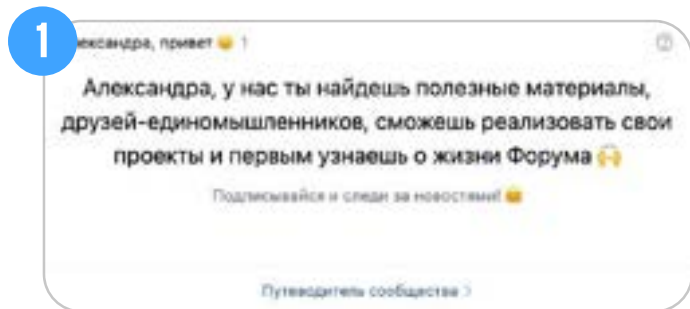 1
Александра, привет 😀 1
Александра, у нас ты найдешь полезные материалы,
друзей-единомышленников, сможешь реализовать свои
проекты и первым узнаешь о жизни Форума 🙌
Подписывайся и следи за новостями! 😀
Путеводитель сообщества >